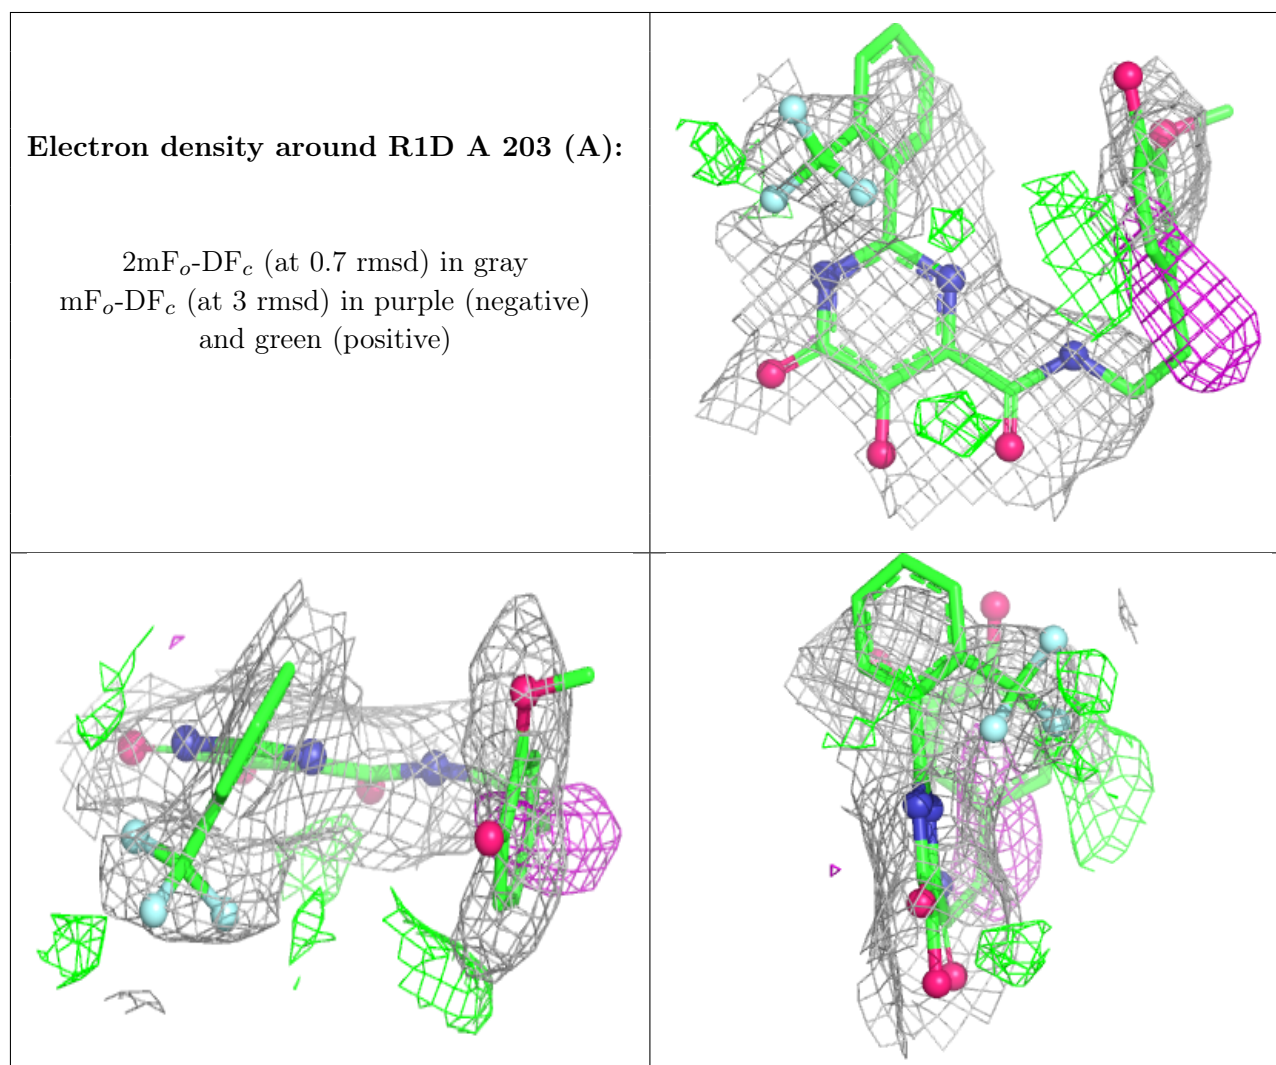 Electron density around R1D A 203 (A):
2mFₒ-DF𝒸 (at 0.7 rmsd) in gray
mFₒ-DF𝒸 (at 3 rmsd) in purple (negative)
and green (positive)